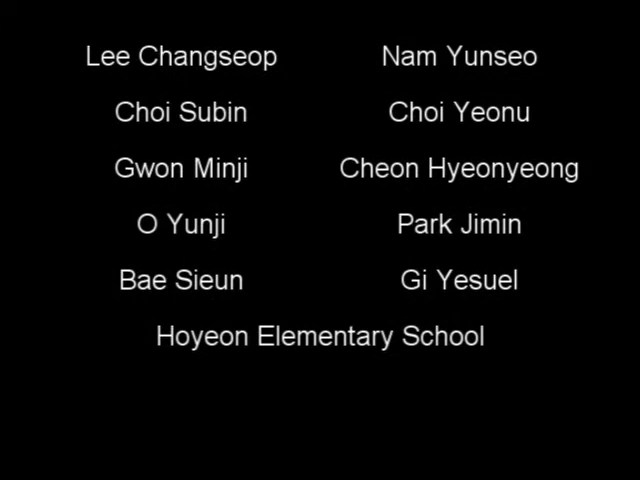 Lee Changseop Nam Yunseo
Choi Subin Choi Yeonu
Gwon Minji Cheon Hyeonyeong
O Yunji Park Jimin
Bae Sieun Gi Yesuel
Hoyeon Elementary School